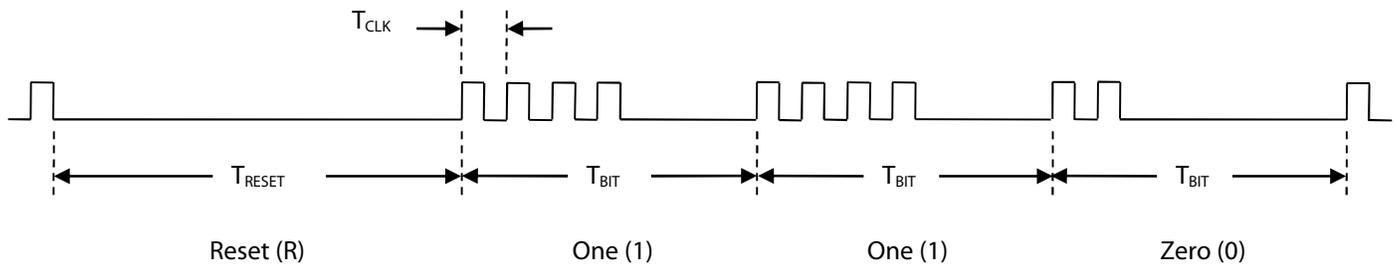 TCLK
TRESET TBIT TBIT TBIT
Reset (R) One (1) One (1) Zero (0)